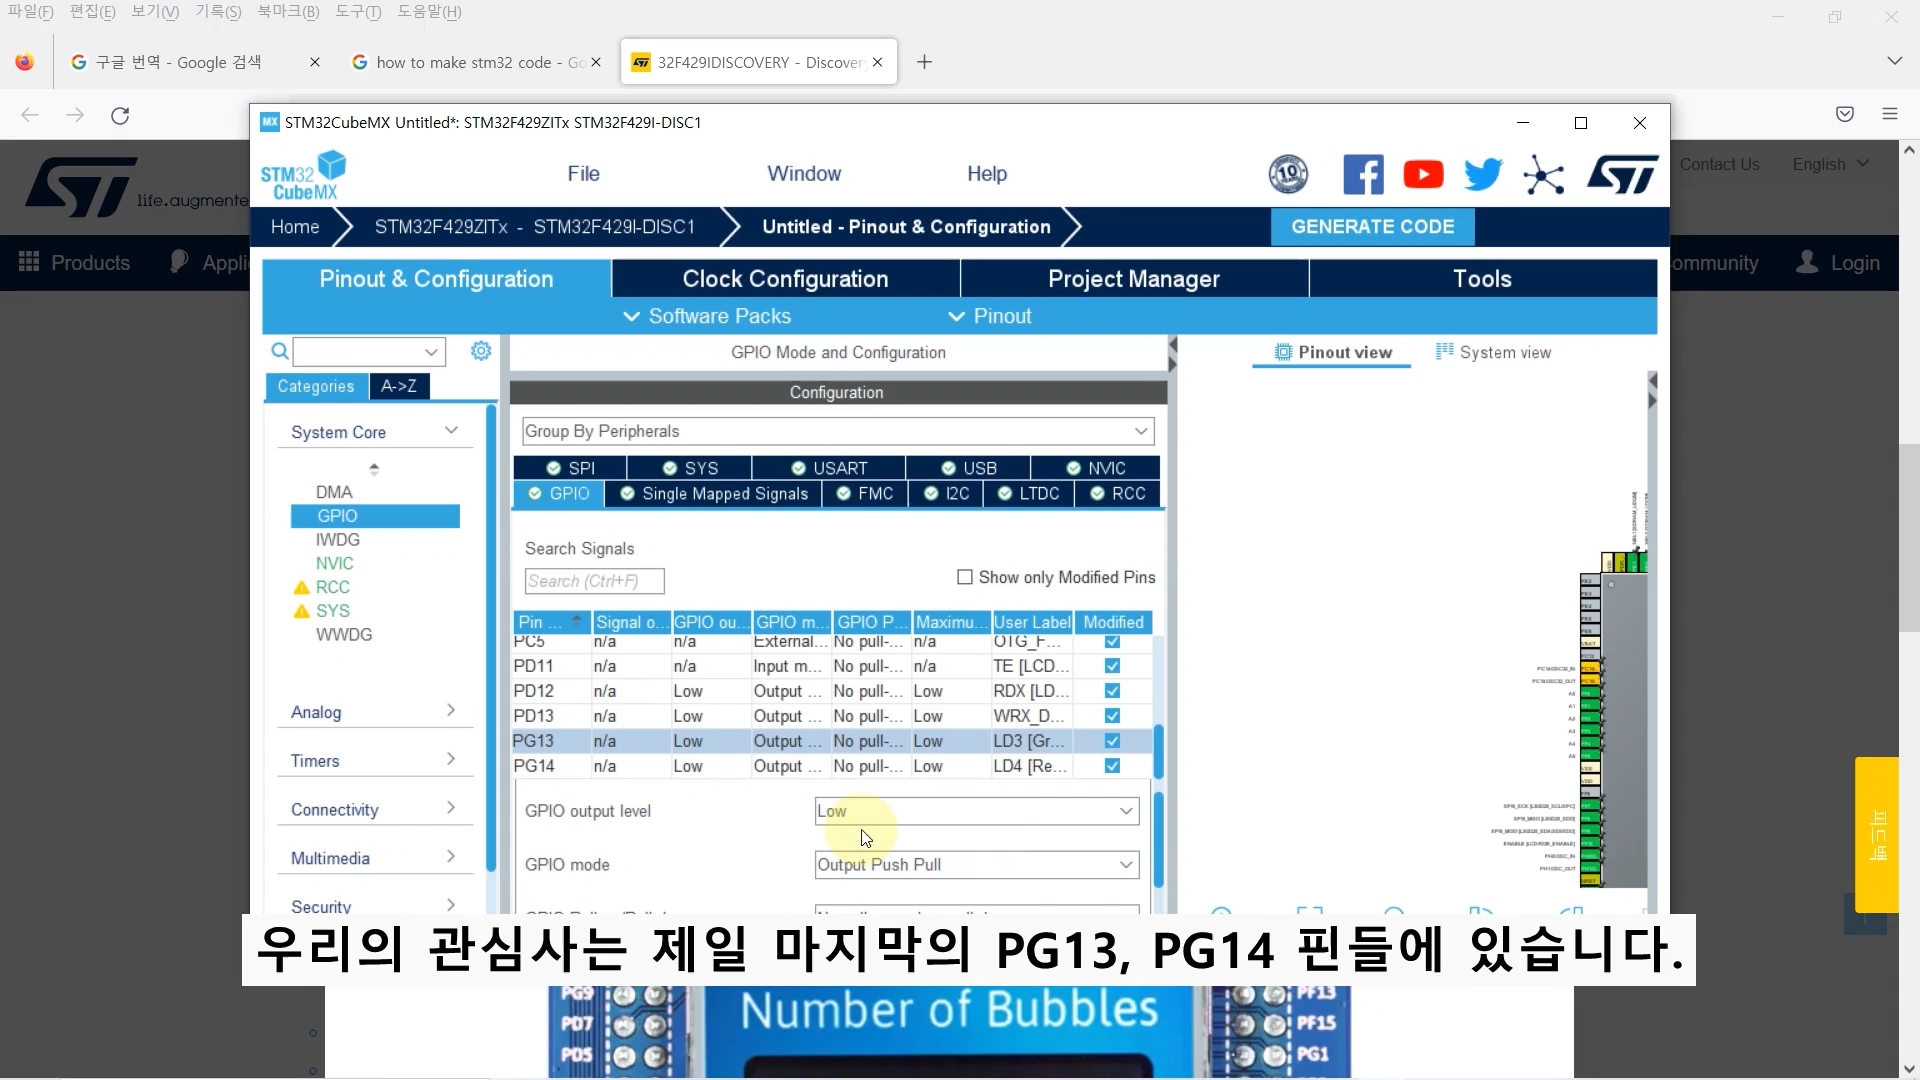 파일(F) 편집(E) 보기(V) 기록(S) 북마크(B) 도구(T) 도움말(H)
구글 번역 - Google 검색
how to make stm32 code - Go
32F429IDISCOVERY - Discover
MX STM32CubeMX Untitled*: STM32F429ZITx STM32F429I-DISC1
life.augmente
Contact Us English
STM32 CubeMX
File Window Help
10
Home STM32F429ZITx - STM32F429I-DISC1 Untitled - Pinout & Configuration GENERATE CODE
Products Appli ommunity Login
Pinout & Configuration Clock Configuration Project Manager Tools
Software Packs Pinout
GPIO Mode and Configuration Pinout view System view
Categories A->Z
Configuration
System Core
Group By Peripherals
SPI SYS USART USB NVIC
GPIO Single Mapped Signals FMC I2C LTDC RCC
DMA
GPIO
IWDG
NVIC
RCC
SYS
WWDG
Search Signals
Search (Ctrl+F) Show only Modified Pins
Pin ... Signal o... GPIO ou... GPIO m... GPIO P... Maximu... User Label Modified
PC5 n/a n/a External... No pull-... n/a OTG_F...
PD11 n/a n/a Input m... No pull-... n/a TE [LCD...
PD12 n/a Low Output ... No pull-... Low RDX [LD...
PD13 n/a Low Output ... No pull-... Low WRX_D...
PG13 n/a Low Output ... No pull-... Low LD3 [Gr...
PG14 n/a Low Output ... No pull-... Low LD4 [Re...
Analog
Timers
Connectivity
Multimedia
Security
GPIO output level Low
GPIO mode Output Push Pull
피드백
우리의 관심사는 제일 마지막의 PG13, PG14 핀들에 있습니다.
PG9 PF13
Number of Bubbles
PD7 PF15
PD5 PG1